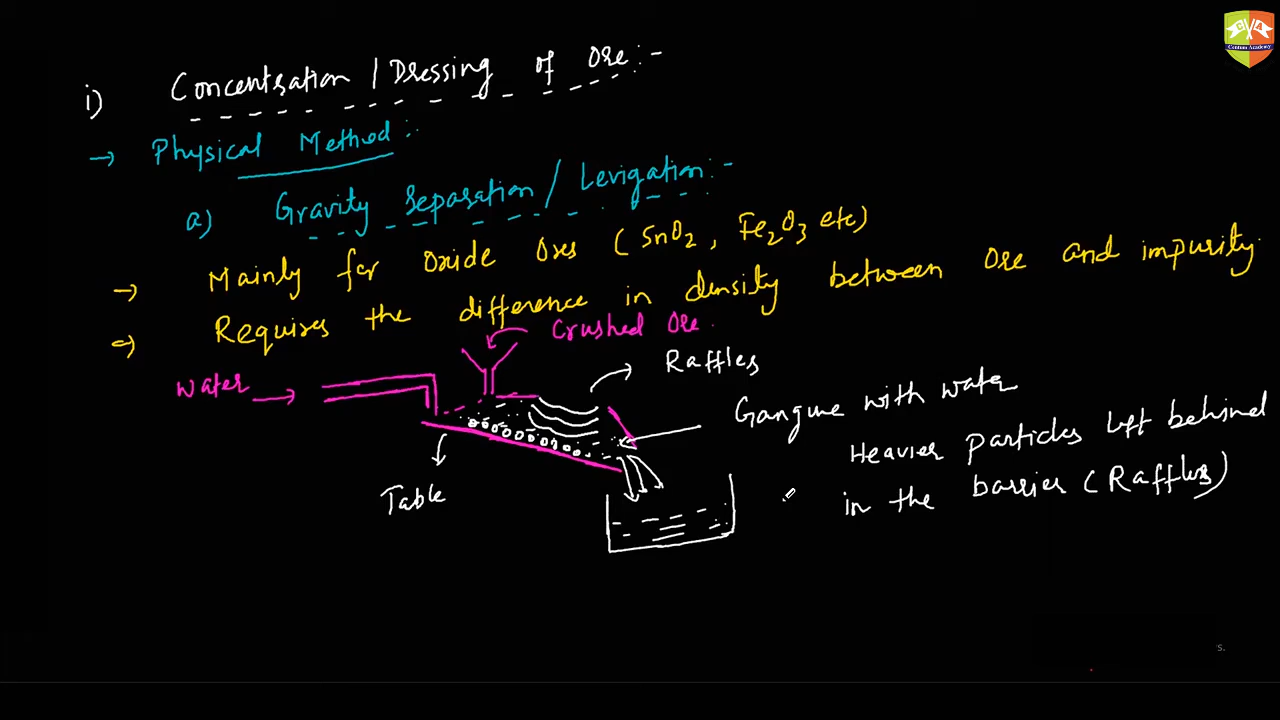 i) Concentration / Dressing of Ore :-
→ Physical Method :
a) Gravity Separation / Levigation :-
→ Mainly for Oxide Ores (SnO₂, Fe₂O₃ etc)
⇒ Requires the difference in density between Ore and impurity.
Crushed Ore.
Water →
Raffles
Gangue with water
Heavier particles left behind
in the barrier (Raffles)
Table
Centum Academy
s.